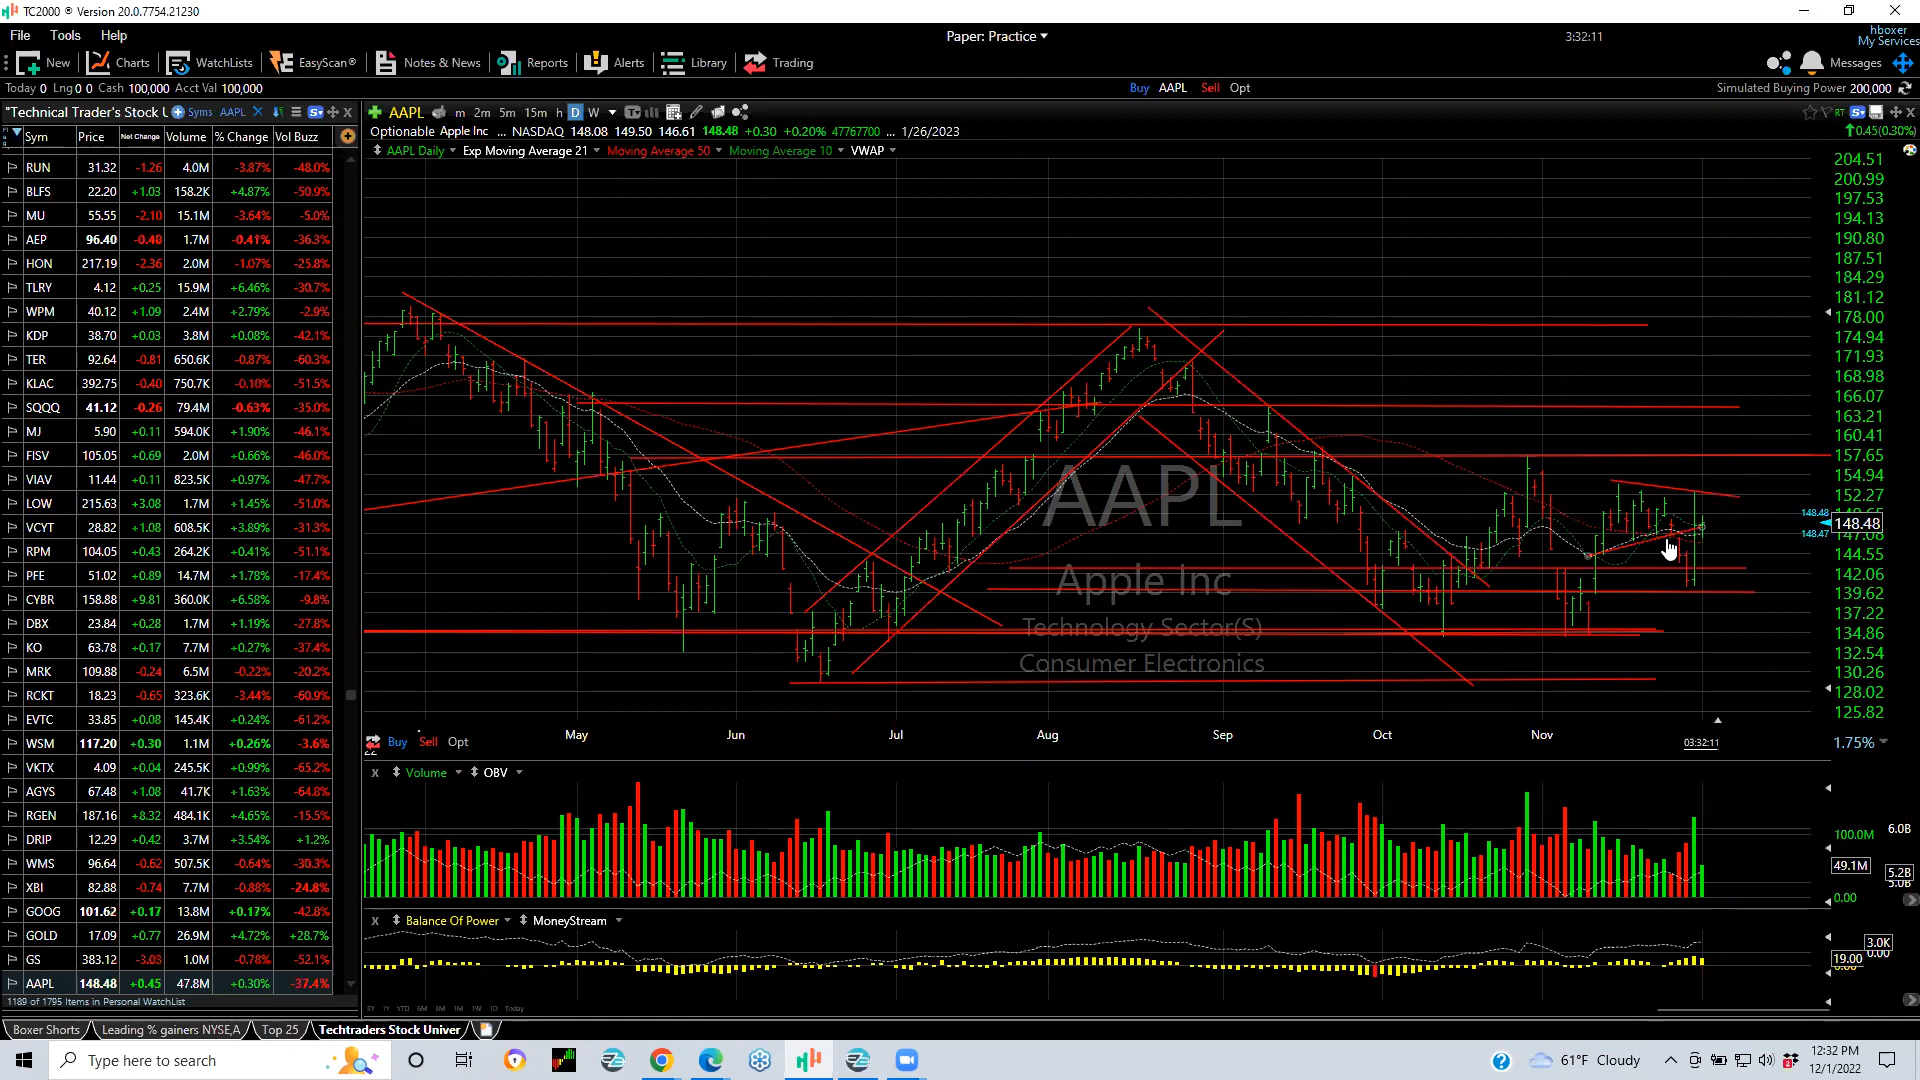 TC2000 ® Version 20.0.7754.21230
File Tools Help
Paper: Practice
3:32:11
hboxer
My Services
New Charts WatchLists EasyScan® Notes & News Reports Alerts Library Trading
Messages
Today 0 Lng 0 0 Cash 100,000 Acct Val 100,000
Buy AAPL Sell Opt
Simulated Buying Power 200,000
"Technical Trader's Stock U Syms AAPL
AAPL m 2m 5m 15m h D W
Sym Price Net Change Volume % Change Vol Buzz
Optionable Apple Inc ... NASDAQ 148.08 149.50 146.61 148.48 +0.30 +0.20% 47767700 ... 1/26/2023
0.45(0.30%)
AAPL Daily Exp Moving Average 21 Moving Average 50 Moving Average 10 VWAP
RUN 31.32 -1.26 4.0M -3.87% -48.0%
BLFS 22.20 +1.03 158.2K +4.87% -50.9%
MU 55.55 -2.10 15.1M -3.64% -5.0%
AEP 96.40 -0.40 1.7M -0.41% -36.3%
HON 217.19 -2.36 2.0M -1.07% -25.8%
TLRY 4.12 +0.25 15.9M +6.46% -30.7%
WPM 40.12 +1.09 2.4M +2.79% -2.9%
KDP 38.70 +0.03 3.8M +0.08% -42.1%
TER 92.64 -0.81 650.6K -0.87% -60.3%
KLAC 392.75 -0.40 750.7K -0.10% -51.5%
SQQQ 41.12 -0.26 79.4M -0.63% -35.0%
MJ 5.90 +0.11 594.0K +1.90% -46.1%
FISV 105.05 +0.69 2.0M +0.66% -46.0%
VIAV 11.44 +0.11 823.5K +0.97% -47.7%
LOW 215.63 +3.08 1.7M +1.45% -51.0%
VCYT 28.82 +1.08 608.5K +3.89% -31.3%
RPM 104.05 +0.43 264.2K +0.41% -51.1%
PFE 51.02 +0.89 14.7M +1.78% -17.4%
CYBR 158.88 +9.81 360.0K +6.58% -9.8%
DBX 23.84 +0.28 1.7M +1.19% -27.8%
KO 63.78 +0.17 7.7M +0.27% -37.4%
MRK 109.88 -0.24 6.5M -0.22% -20.2%
RCKT 18.23 -0.65 323.6K -3.44% -60.9%
EVTC 33.85 +0.08 145.4K +0.24% -61.2%
WSM 117.20 +0.30 1.1M +0.26% -3.6%
VKTX 4.09 +0.04 245.5K +0.99% -65.2%
AGYS 67.48 +1.08 41.7K +1.63% -64.8%
RGEN 187.16 +8.32 484.1K +4.65% -15.5%
DRIP 12.29 +0.42 3.7M +3.54% +1.2%
WMS 96.64 -0.62 507.5K -0.64% -30.3%
XBI 82.88 -0.74 7.7M -0.88% -24.8%
GOOG 101.62 +0.17 13.8M +0.17% -42.8%
GOLD 17.09 +0.77 26.9M +4.72% +28.7%
GS 383.12 -3.03 1.0M -0.78% -52.1%
AAPL 148.48 +0.45 47.8M +0.30% -37.4%
1189 of 1795 Items in Personal WatchList
204.51
200.99
197.53
194.13
190.80
187.51
184.29
181.12
178.00
174.94
171.93
168.98
166.07
163.21
160.41
157.65
154.94
152.27
148.48
148.48
148.47
144.55
142.06
139.62
137.22
134.86
132.54
130.26
128.02
125.82
AAPL
Apple Inc
Technology Sector(S)
Consumer Electronics
May Jun Jul Aug Sep Oct Nov
03:32:11
1.75%
Buy Sell Opt
Volume OBV
100.0M 6.0B
49.1M 5.2B
0.00
Balance Of Power MoneyStream
3.0K
19.00
5Y 1Y YTD 6M 3M 1M 1W 1D Today
Boxer Shorts Leading % gainers NYSE,A Top 25 Techtraders Stock Univer
Type here to search
61°F Cloudy
12:32 PM
12/1/2022